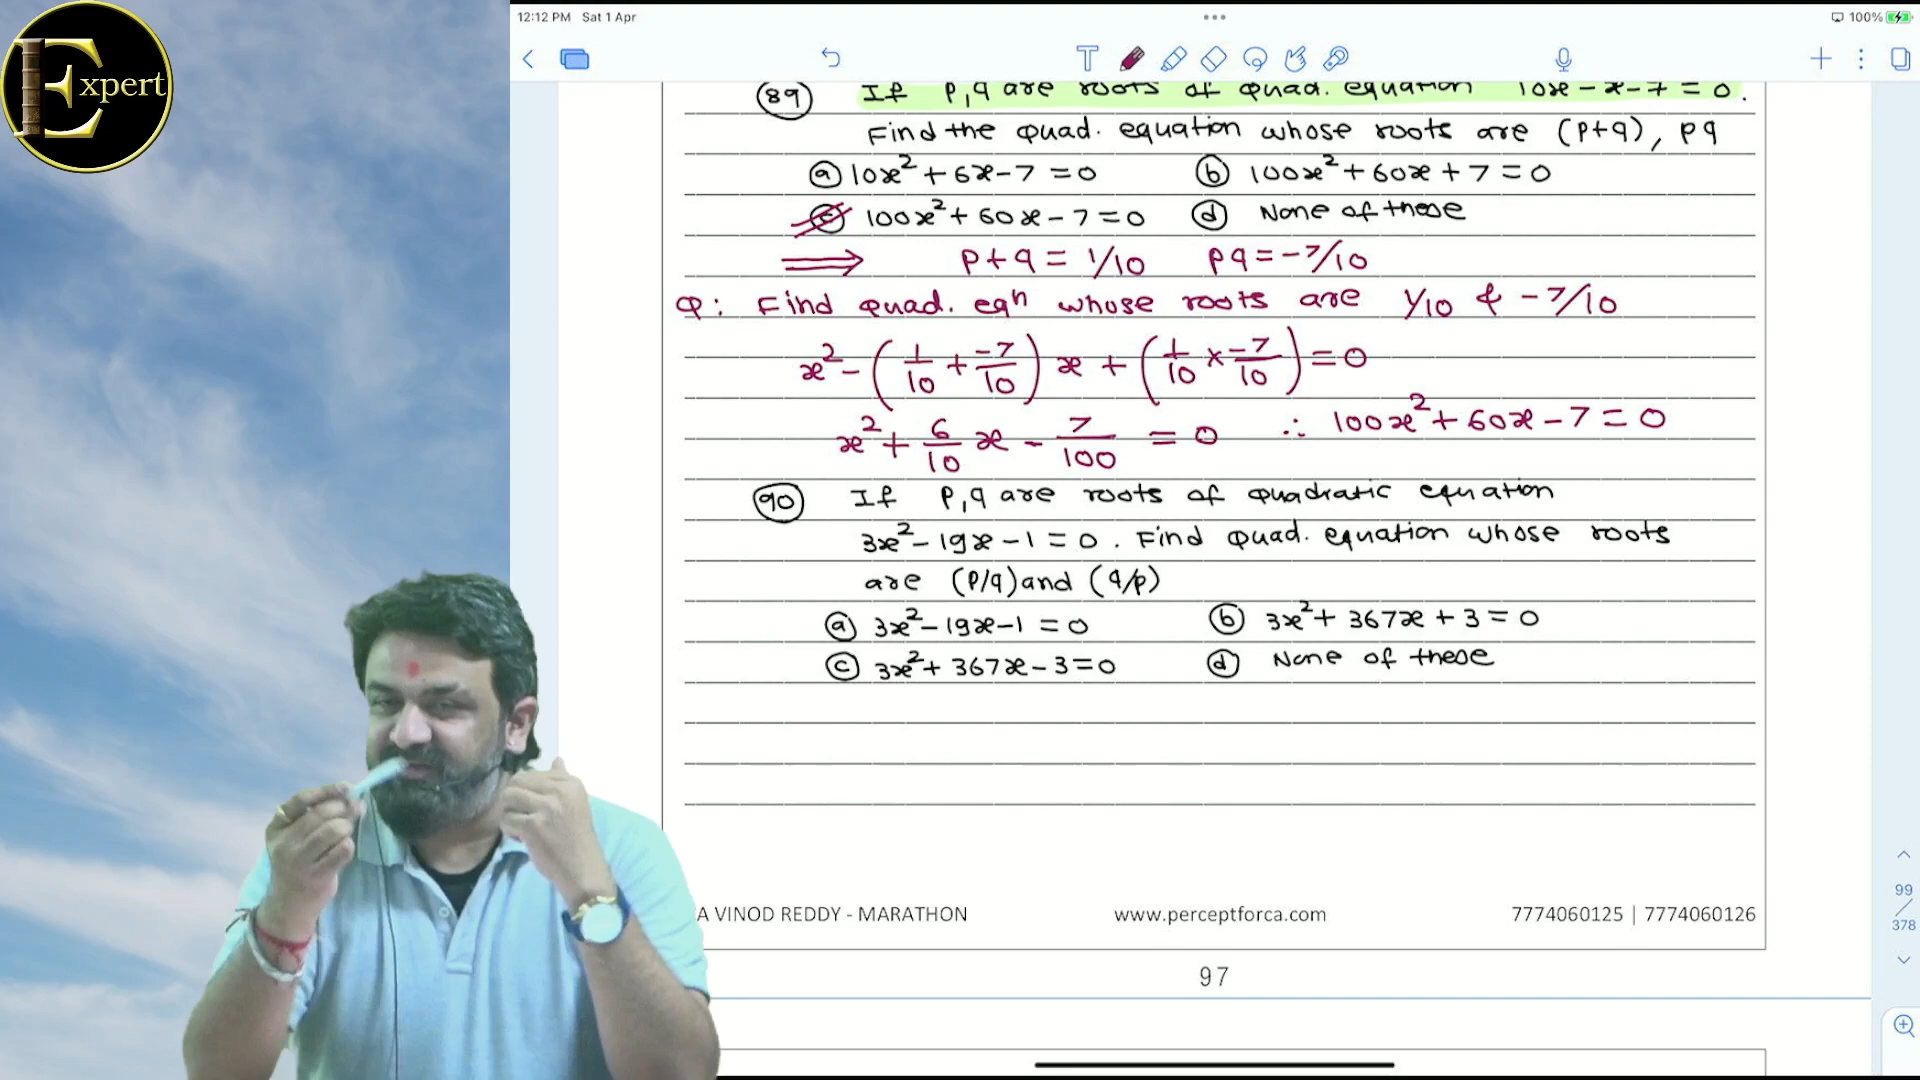 Expert
12:12 PM Sat 1 Apr
100%
89 If P,q are roots of quad. equation 10x² - x - 7 = 0.
Find the quad. equation whose roots are (P+q), Pq
a 10x² + 6x - 7 = 0 b 100x² + 60x + 7 = 0
c 100x² + 60x - 7 = 0 d None of these
⟹ P+q = 1/10 Pq = -7/10
Q: Find quad. eqn whose roots are 1/10 & -7/10
x² - (1/10 + -7/10) x + (1/10 × -7/10) = 0
x² + 6/10 x - 7/100 = 0 ∴ 100x² + 60x - 7 = 0
90 If P,q are roots of quadratic equation
3x² - 19x - 1 = 0. Find quad. equation whose roots
are (P/q) and (q/p)
a 3x² - 19x - 1 = 0 b 3x² + 367x + 3 = 0
c 3x² + 367x - 3 = 0 d None of these
A VINOD REDDY - MARATHON www.perceptforca.com 7774060125 | 7774060126
97
99
378